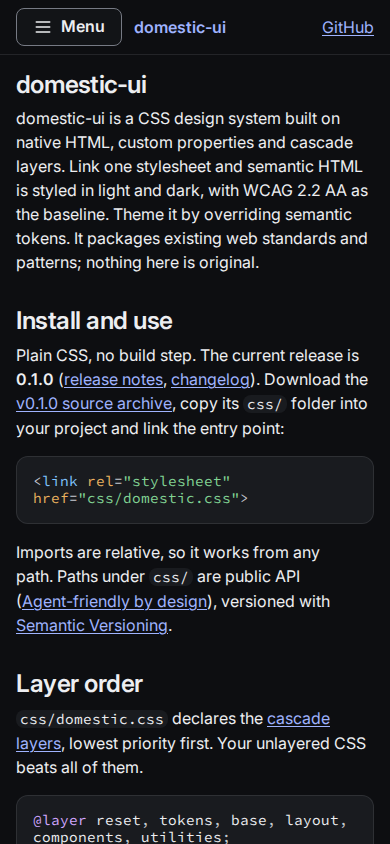 Menu domestic-ui GitHub
domestic-ui
domestic-ui is a CSS design system built on
native HTML, custom properties and cascade
layers. Link one stylesheet and semantic HTML
is styled in light and dark, with WCAG 2.2 AA as
the baseline. Theme it by overriding semantic
tokens. It packages existing web standards and
patterns; nothing here is original.
Install and use
Plain CSS, no build step. The current release is
0.1.0 (release notes, changelog). Download the
v0.1.0 source archive, copy its css/ folder into
your project and link the entry point:
<link rel="stylesheet"
href="css/domestic.css">
Imports are relative, so it works from any
path. Paths under css/ are public API
(Agent-friendly by design), versioned with
Semantic Versioning.
Layer order
css/domestic.css declares the cascade
layers, lowest priority first. Your unlayered CSS
beats all of them.
@layer reset, tokens, base, layout,
components, utilities;